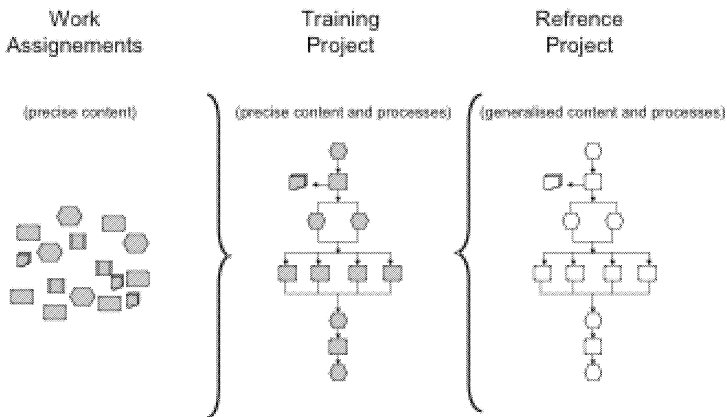 Work
Assignements
Training
Project
Refrence
Project
(precise content)
(precise content and processes)
(generalised content and processes)